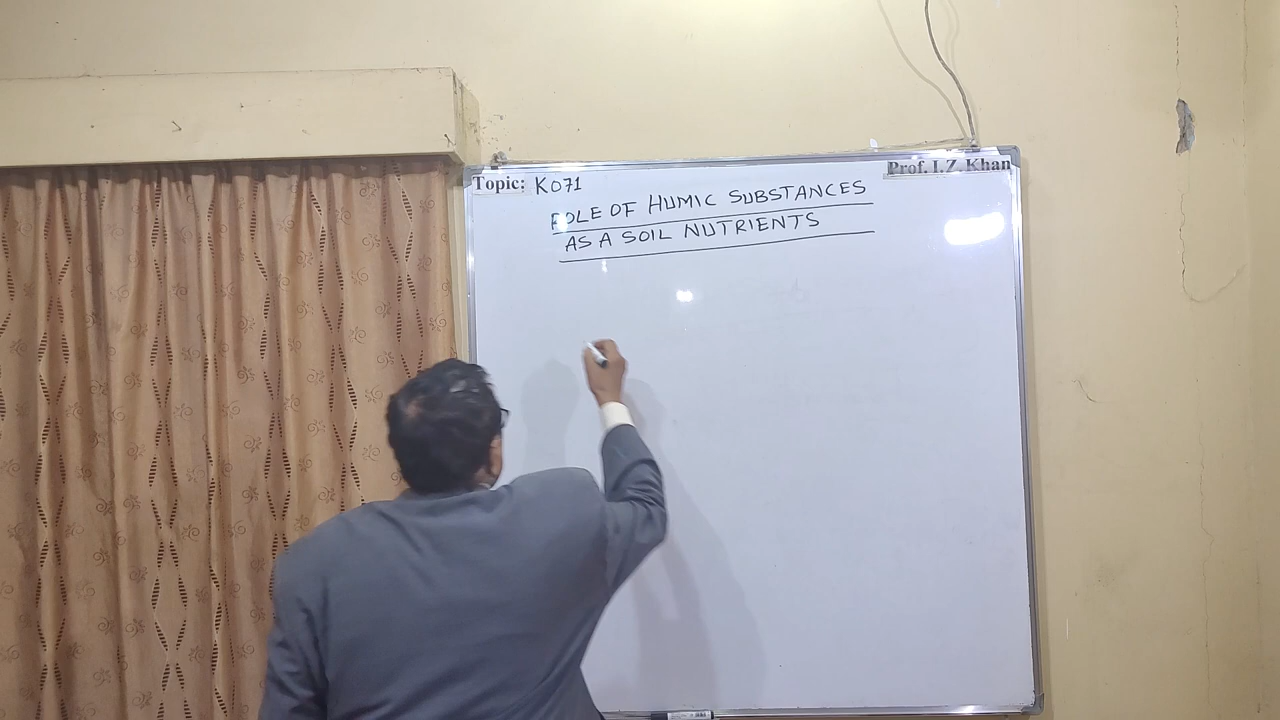 Topic: K071
Prof. I.Z. Khan
ROLE OF HUMIC SUBSTANCES
AS A SOIL NUTRIENTS